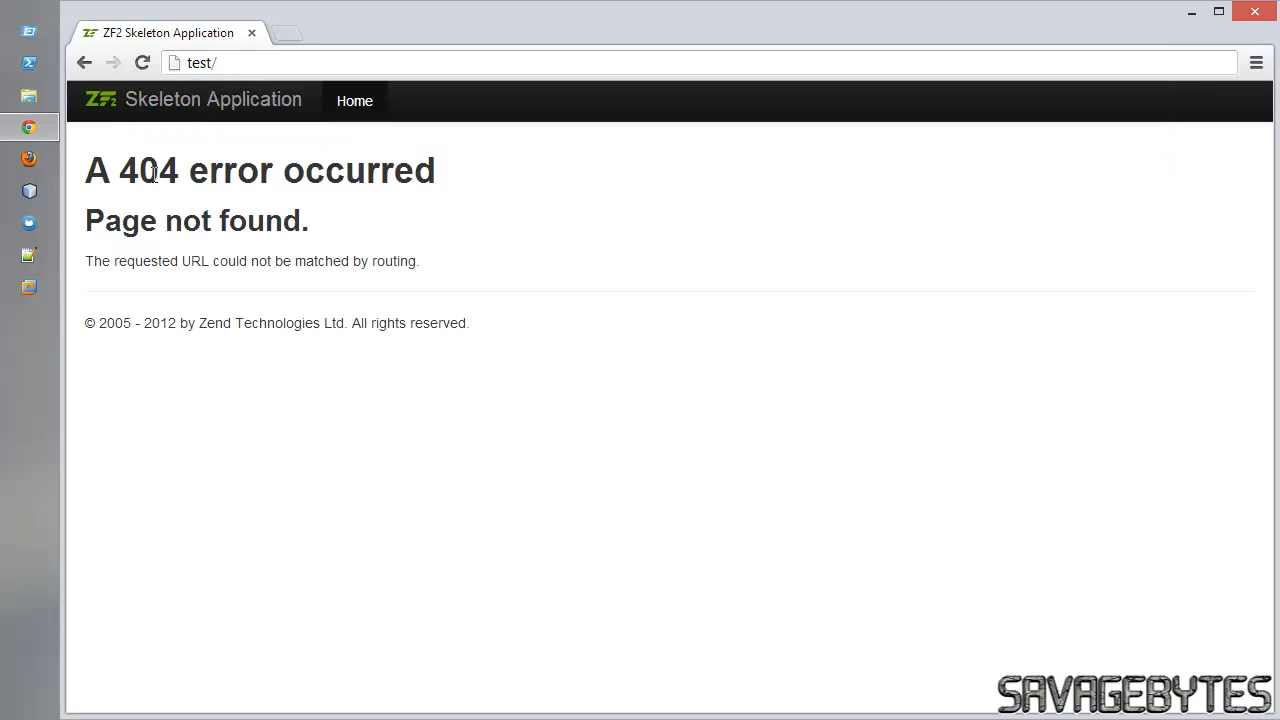 ZF2 Skeleton Application
test/
ZF2 Skeleton Application Home
A 404 error occurred
Page not found.
The requested URL could not be matched by routing.
© 2005 - 2012 by Zend Technologies Ltd. All rights reserved.
SAVAGEBYTES